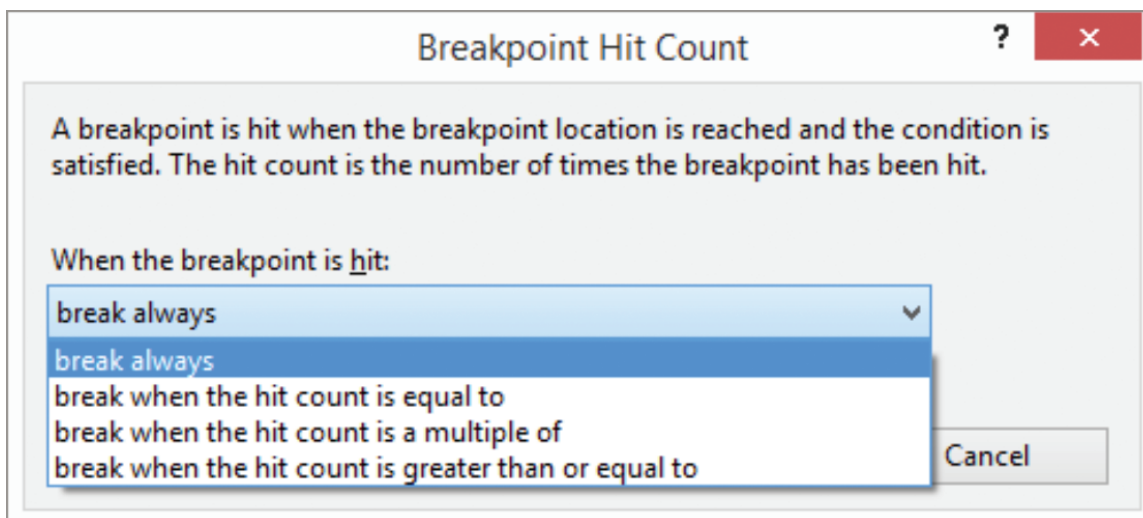 Breakpoint Hit Count
?
A breakpoint is hit when the breakpoint location is reached and the condition is
satisfied. The hit count is the number of times the breakpoint has been hit.
When the breakpoint is hit:
break always
break always
break when the hit count is equal to
break when the hit count is a multiple of
break when the hit count is greater than or equal to
Cancel